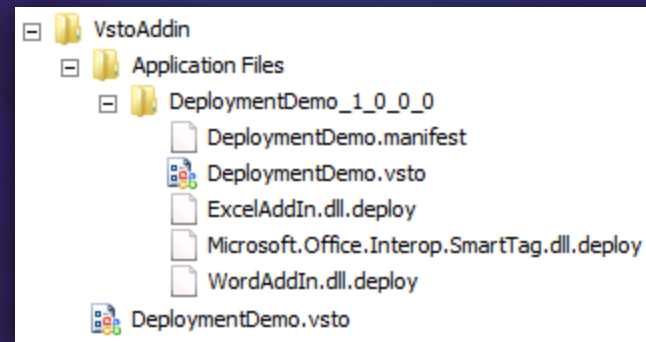 VstoAddin
Application Files
DeploymentDemo_1_0_0_0
DeploymentDemo.manifest
DeploymentDemo.vsto
ExcelAddIn.dll.deploy
Microsoft.Office.Interop.SmartTag.dll.deploy
WordAddIn.dll.deploy
DeploymentDemo.vsto